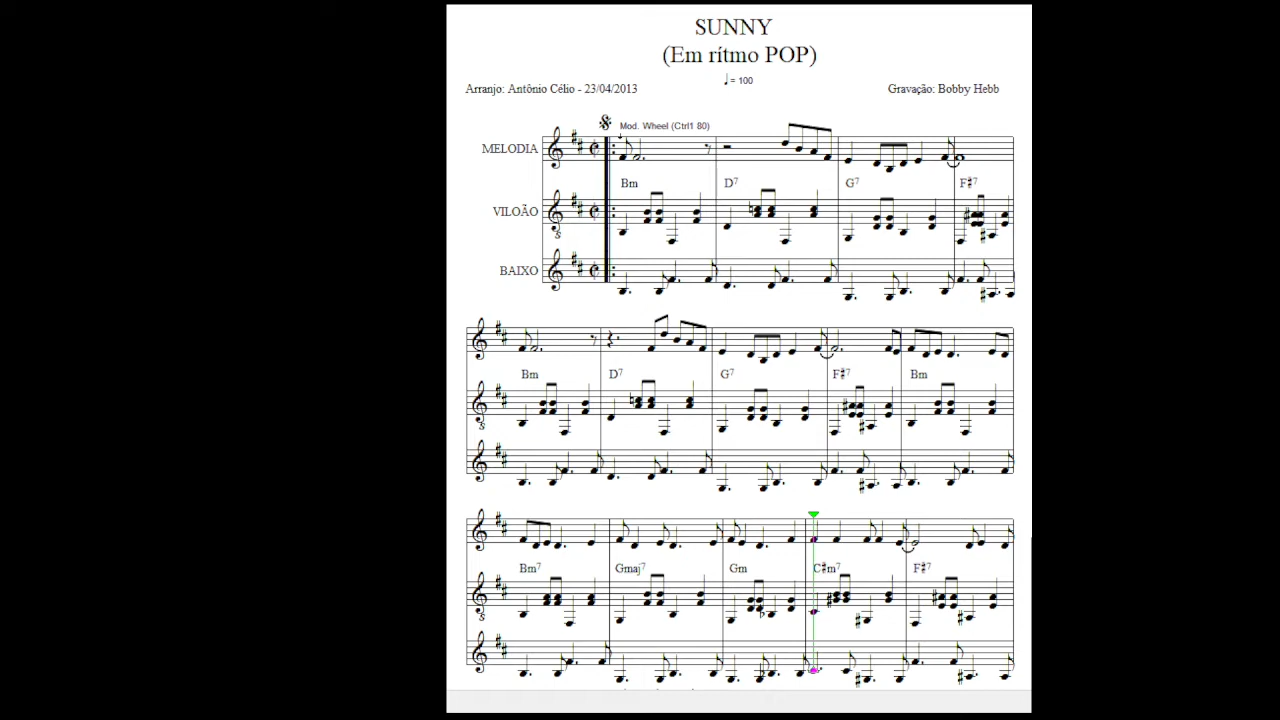 SUNNY
(Em rítmo POP)
♩ = 100
Arranjo: Antônio Célio - 23/04/2013 Gravação: Bobby Hebb
Mod. Wheel (Ctrl1 80)
MELODIA
Bm D7 G7 F#7
VILOÃO
BAIXO
Bm D7 G7 F#7 Bm
Bm7 Gmaj7 Gm C#m7 F#7